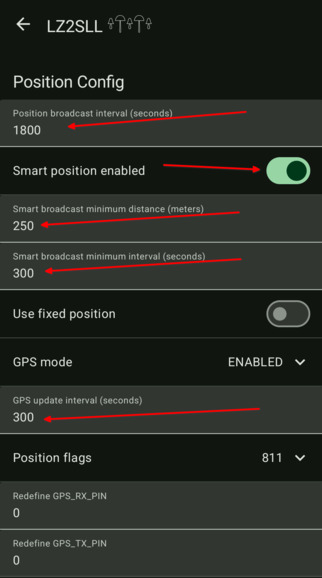 LZ2SLL
Position Config
Position broadcast interval (seconds)
1800
Smart position enabled
Smart broadcast minimum distance (meters)
250
Smart broadcast minimum interval (seconds)
300
Use fixed position
GPS mode ENABLED
GPS update interval (seconds)
300
Position flags 811
Redefine GPS_RX_PIN
0
Redefine GPS_TX_PIN
0